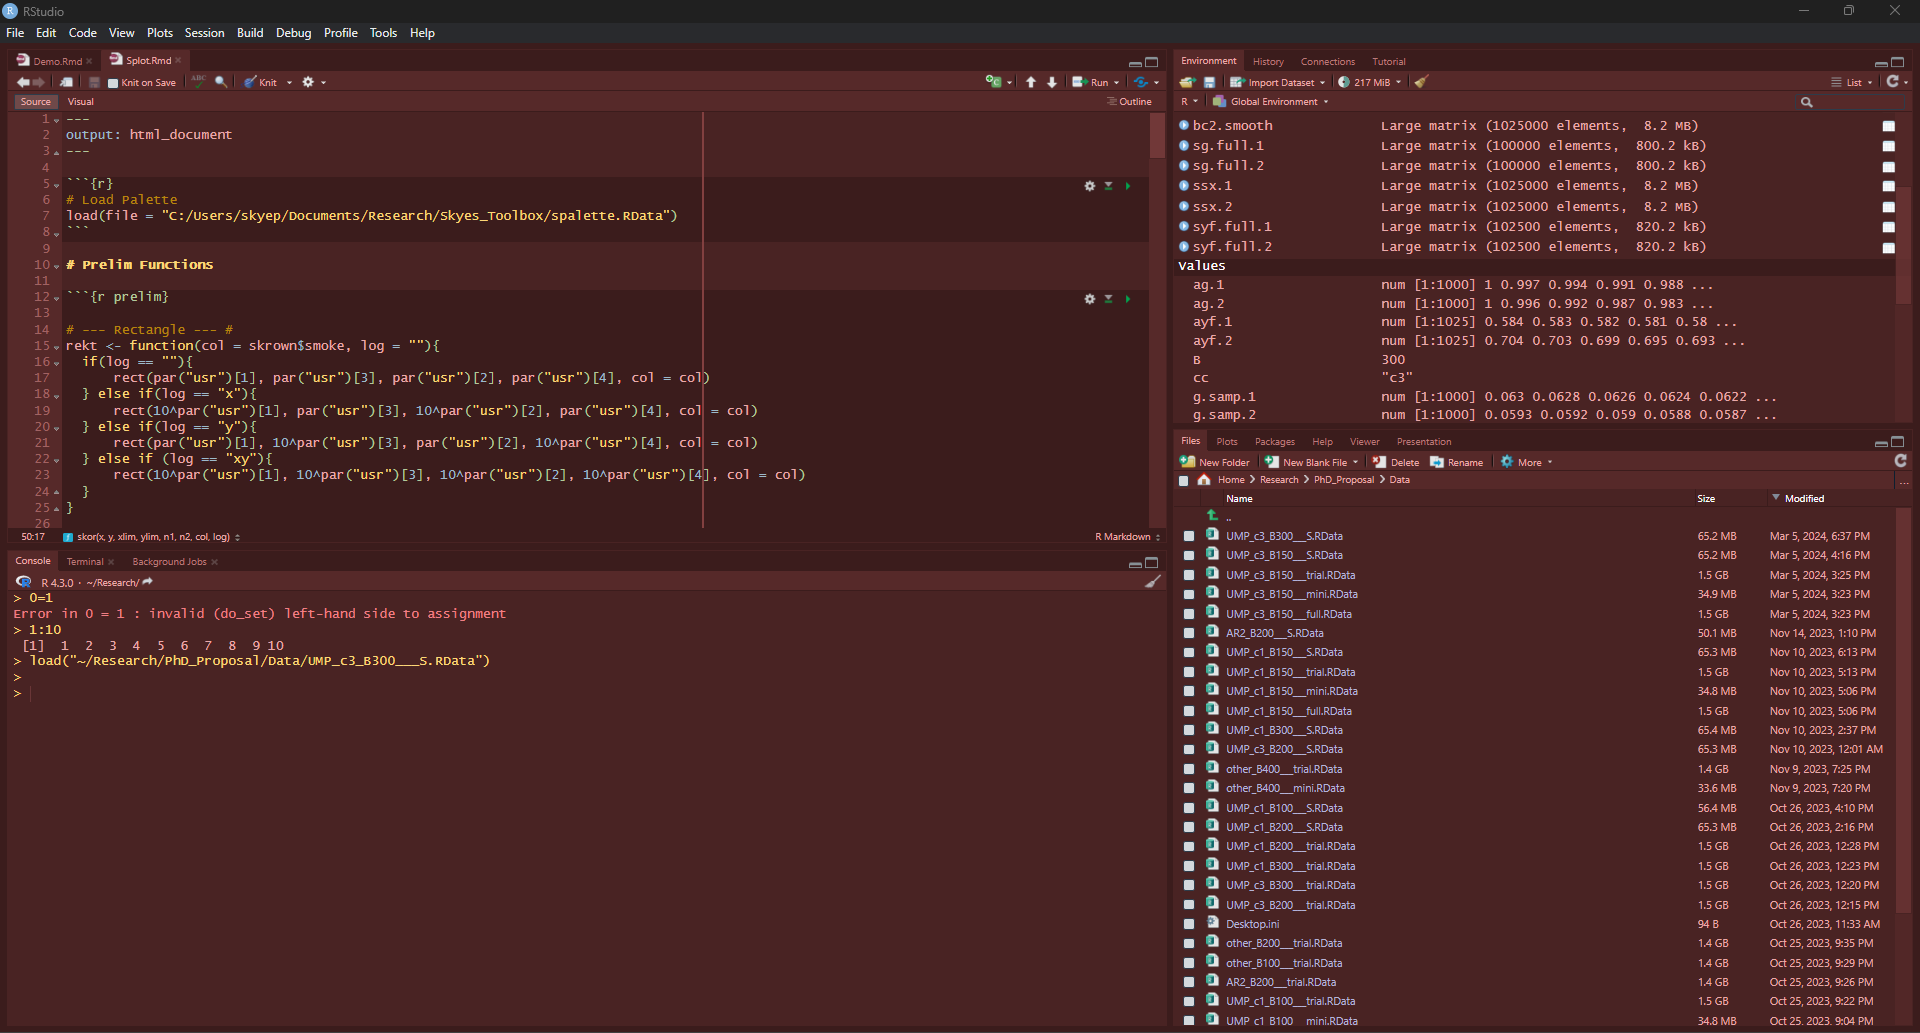 RStudio
File Edit Code View Plots Session Build Debug Profile Tools Help
Demo.Rmd × Splot.Rmd ×
Knit on Save ABC Knit Run
Source Visual Outline
1 ---
2 output: html_document
3 ---
4
5 ```{r}
6 # Load Palette
7 load(file = "C:/Users/skyep/Documents/Research/Skyes_Toolbox/spalette.RData")
8 ```
9
10 # Prelim Functions
11
12 ```{r prelim}
13
14 # --- Rectangle --- #
15 rekt <- function(col = skrown$smoke, log = ""){
16 if(log == ""){
17 rect(par("usr")[1], par("usr")[3], par("usr")[2], par("usr")[4], col = col)
18 } else if(log == "x"){
19 rect(10^par("usr")[1], par("usr")[3], 10^par("usr")[2], par("usr")[4], col = col)
20 } else if(log == "y"){
21 rect(par("usr")[1], 10^par("usr")[3], par("usr")[2], 10^par("usr")[4], col = col)
22 } else if (log == "xy"){
23 rect(10^par("usr")[1], 10^par("usr")[3], 10^par("usr")[2], 10^par("usr")[4], col = col)
24 }
25 }
26
50:17 skor(x, y, xlim, ylim, n1, n2, col, log) R Markdown
Console Terminal × Background Jobs ×
R 4.3.0 · ~/Research/
> 0=1
Error in 0 = 1 : invalid (do_set) left-hand side to assignment
> 1:10
[1] 1 2 3 4 5 6 7 8 9 10
> load("~/Research/PhD_Proposal/Data/UMP_c3_B300___S.RData")
>
>
Environment History Connections Tutorial
Import Dataset 217 MiB List
R Global Environment
bc2.smooth Large matrix (1025000 elements, 8.2 MB)
sg.full.1 Large matrix (100000 elements, 800.2 kB)
sg.full.2 Large matrix (100000 elements, 800.2 kB)
ssx.1 Large matrix (1025000 elements, 8.2 MB)
ssx.2 Large matrix (1025000 elements, 8.2 MB)
syf.full.1 Large matrix (102500 elements, 820.2 kB)
syf.full.2 Large matrix (102500 elements, 820.2 kB)
Values
ag.1 num [1:1000] 1 0.997 0.994 0.991 0.988 ...
ag.2 num [1:1000] 1 0.996 0.992 0.987 0.983 ...
ayf.1 num [1:1025] 0.584 0.583 0.582 0.581 0.58 ...
ayf.2 num [1:1025] 0.704 0.703 0.699 0.695 0.693 ...
B 300
cc "c3"
g.samp.1 num [1:1000] 0.063 0.0628 0.0626 0.0624 0.0622 ...
g.samp.2 num [1:1000] 0.0593 0.0592 0.059 0.0588 0.0587 ...
Files Plots Packages Help Viewer Presentation
New Folder New Blank File Delete Rename More
Home > Research > PhD_Proposal > Data ...
Name Size Modified
..
UMP_c3_B300___S.RData 65.2 MB Mar 5, 2024, 6:37 PM
UMP_c3_B150___S.RData 65.2 MB Mar 5, 2024, 4:16 PM
UMP_c3_B150___trial.RData 1.5 GB Mar 5, 2024, 3:25 PM
UMP_c3_B150___mini.RData 34.9 MB Mar 5, 2024, 3:23 PM
UMP_c3_B150___full.RData 1.5 GB Mar 5, 2024, 3:23 PM
AR2_B200___S.RData 50.1 MB Nov 14, 2023, 1:10 PM
UMP_c1_B150___S.RData 65.3 MB Nov 10, 2023, 6:13 PM
UMP_c1_B150___trial.RData 1.5 GB Nov 10, 2023, 5:13 PM
UMP_c1_B150___mini.RData 34.8 MB Nov 10, 2023, 5:06 PM
UMP_c1_B150___full.RData 1.5 GB Nov 10, 2023, 5:06 PM
UMP_c1_B300___S.RData 65.4 MB Nov 10, 2023, 2:37 PM
UMP_c3_B200___S.RData 65.3 MB Nov 10, 2023, 12:01 AM
other_B400___trial.RData 1.4 GB Nov 9, 2023, 7:25 PM
other_B400___mini.RData 33.6 MB Nov 9, 2023, 7:20 PM
UMP_c1_B100___S.RData 56.4 MB Oct 26, 2023, 4:10 PM
UMP_c1_B200___S.RData 65.3 MB Oct 26, 2023, 2:16 PM
UMP_c1_B200___trial.RData 1.5 GB Oct 26, 2023, 12:28 PM
UMP_c1_B300___trial.RData 1.5 GB Oct 26, 2023, 12:23 PM
UMP_c3_B300___trial.RData 1.5 GB Oct 26, 2023, 12:20 PM
UMP_c3_B200___trial.RData 1.5 GB Oct 26, 2023, 12:15 PM
Desktop.ini 94 B Oct 26, 2023, 11:33 AM
other_B200___trial.RData 1.4 GB Oct 25, 2023, 9:35 PM
other_B100___trial.RData 1.4 GB Oct 25, 2023, 9:29 PM
AR2_B200___trial.RData 1.4 GB Oct 25, 2023, 9:26 PM
UMP_c1_B100___trial.RData 1.5 GB Oct 25, 2023, 9:22 PM
UMP_c1_B100___mini.RData 34.8 MB Oct 25, 2023, 9:04 PM